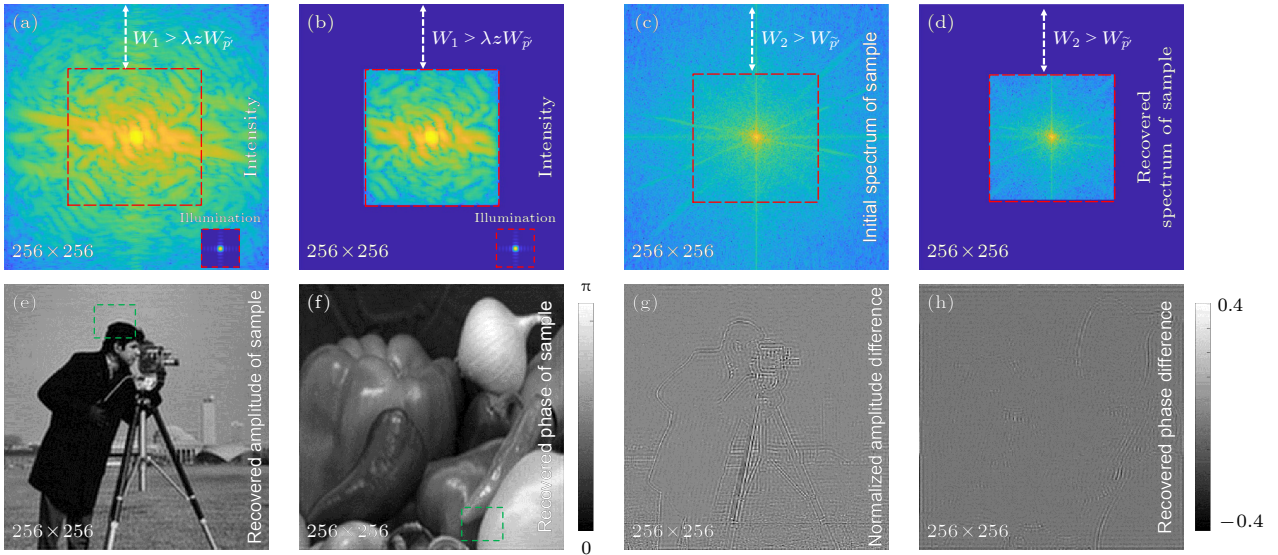 (a)
W₁ > λzW_p̃′
Intensity
Illumination
256×256
(b)
W₁ > λzW_p̃′
Intensity
Illumination
256×256
(c)
W₂ > W_p̃′
Initial spectrum of sample
256×256
(d)
W₂ > W_p̃′
Recovered
spectrum of sample
256×256
(e)
Recovered amplitude of sample
256×256
(f)
Recovered phase of sample
256×256
π
0
(g)
Normalized amplitude difference
256×256
(h)
Recovered phase difference
256×256
0.4
−0.4